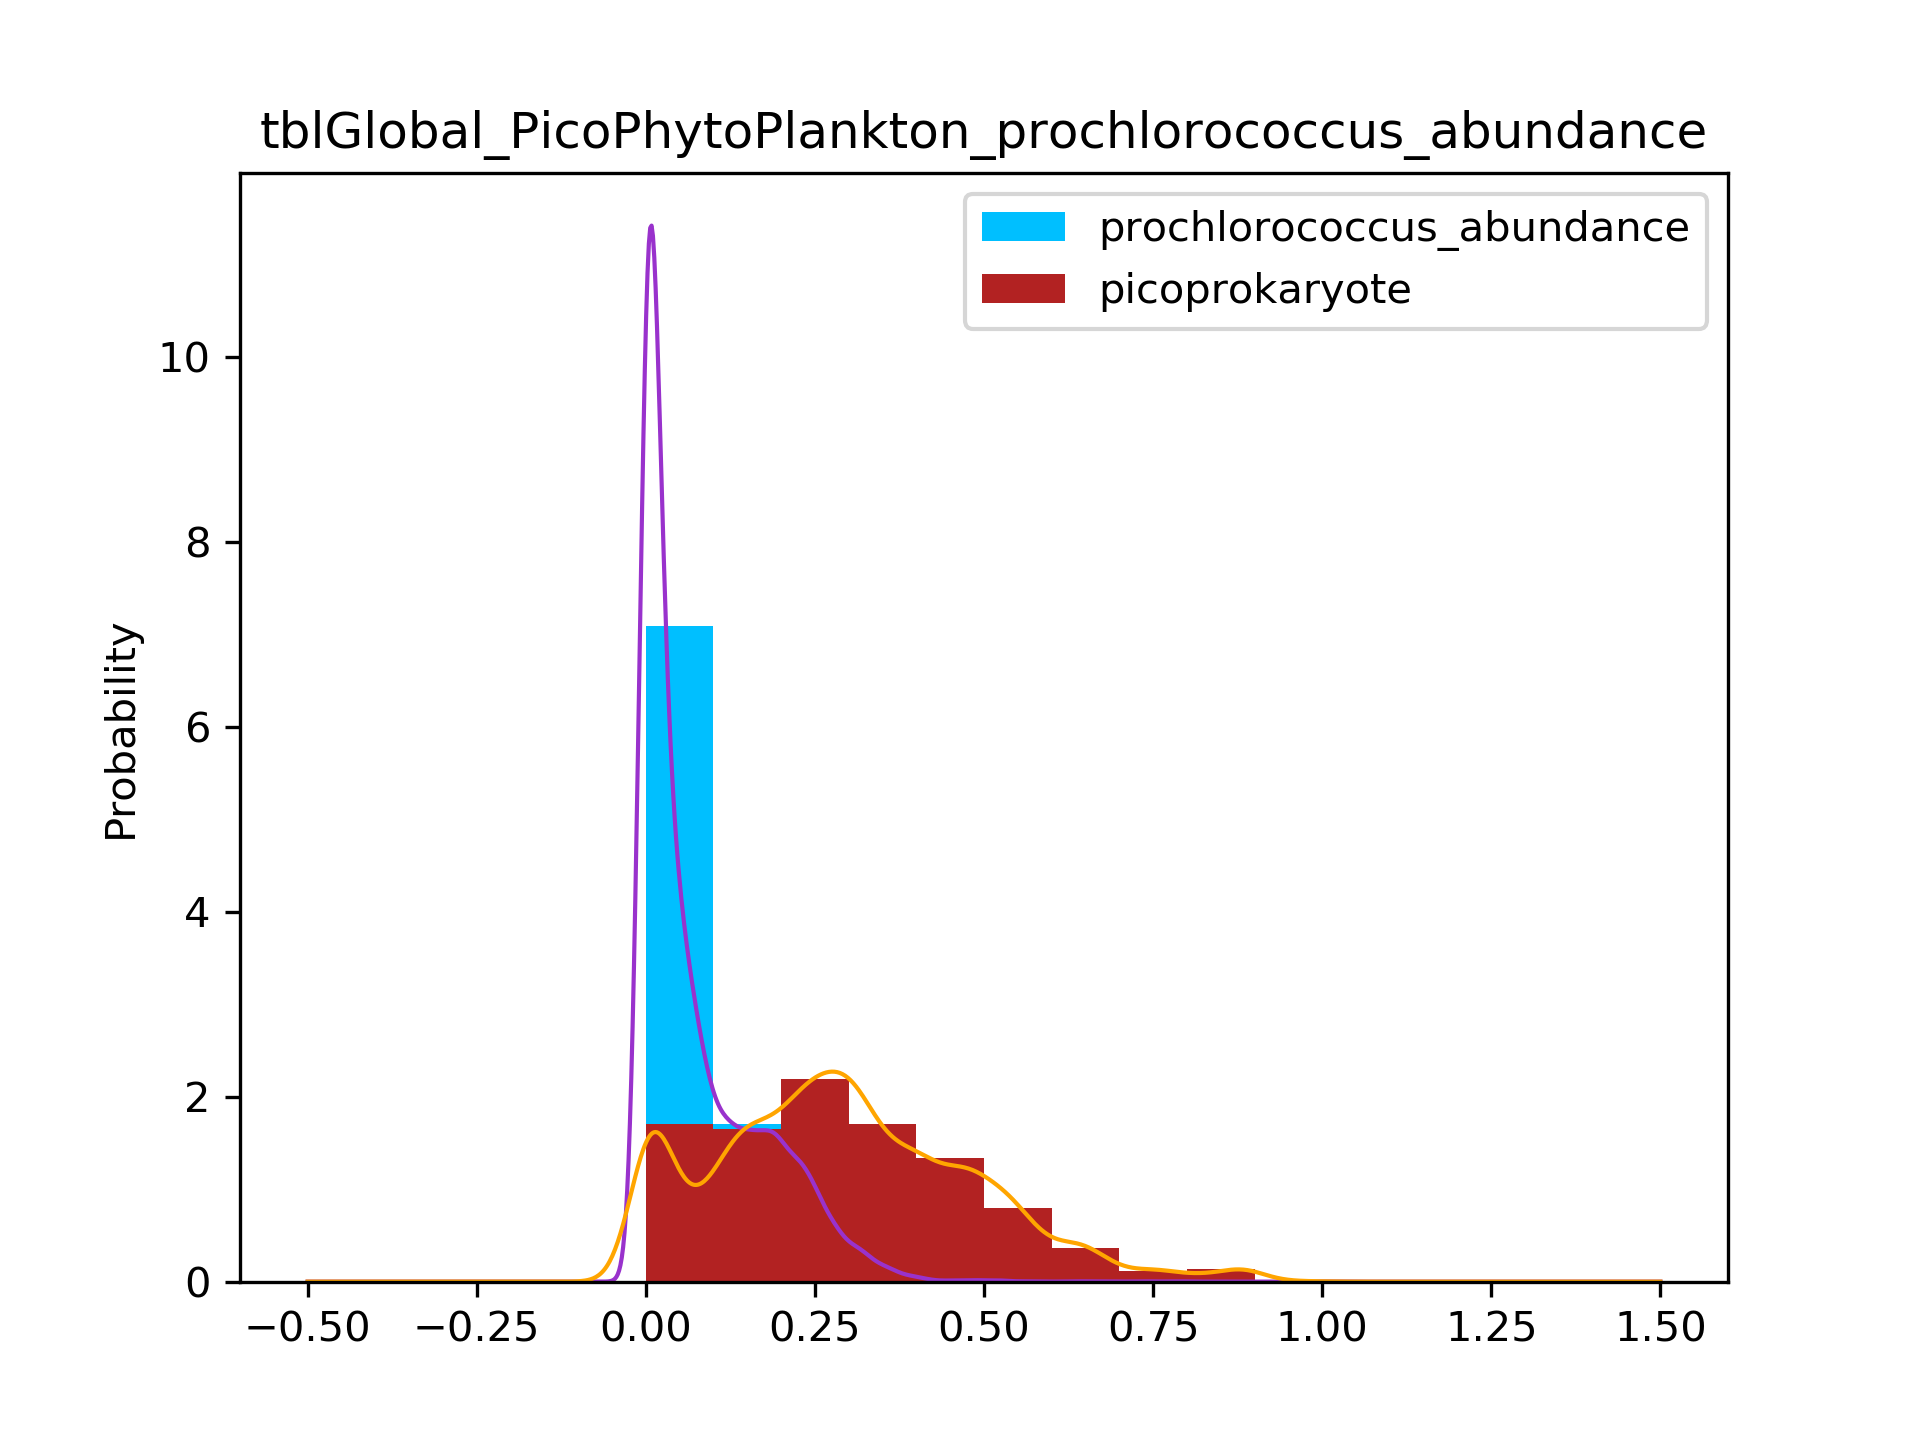 tblGlobal_PicoPhytoPlankton_prochlorococcus_abundance
prochlorococcus_abundance
picoprokaryote
Probability
10
8
6
4
2
0
−0.50 −0.25 0.00 0.25 0.50 0.75 1.00 1.25 1.50